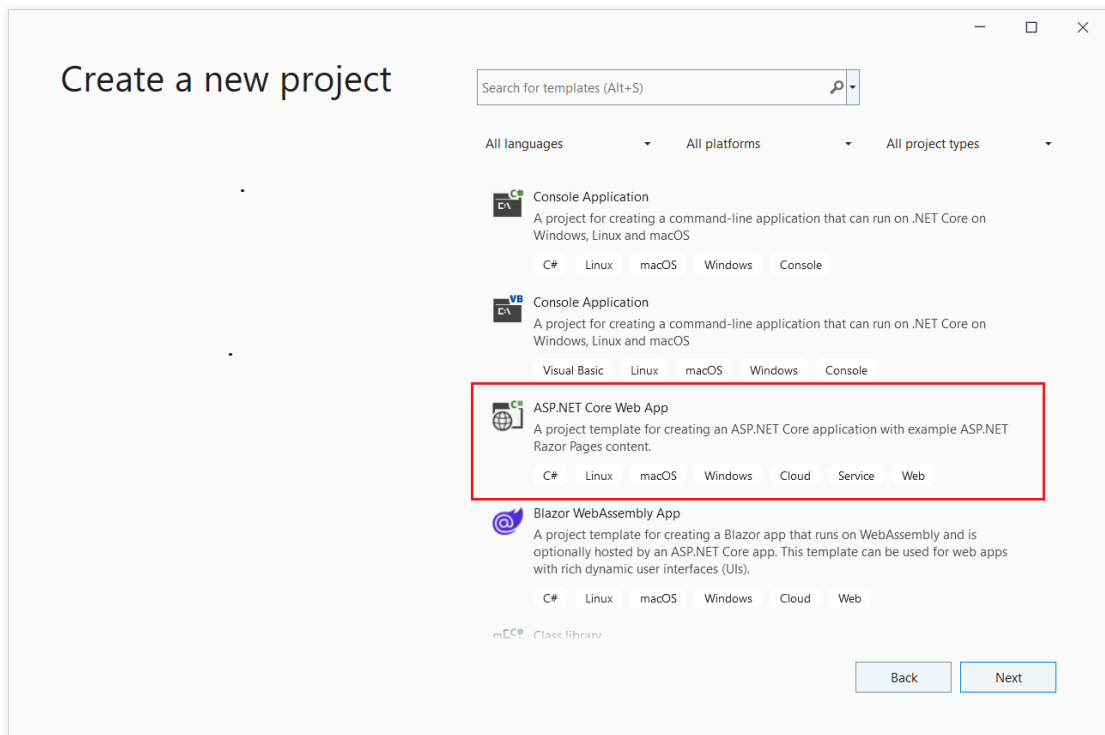 Create a new project
Search for templates (Alt+S)
All languages
All platforms
All project types
C#
Console Application
A project for creating a command-line application that can run on .NET Core on
Windows, Linux and macOS
C# Linux macOS Windows Console
VB
Console Application
A project for creating a command-line application that can run on .NET Core on
Windows, Linux and macOS
Visual Basic Linux macOS Windows Console
C#
ASP.NET Core Web App
A project template for creating an ASP.NET Core application with example ASP.NET
Razor Pages content.
C# Linux macOS Windows Cloud Service Web
@
Blazor WebAssembly App
A project template for creating a Blazor app that runs on WebAssembly and is
optionally hosted by an ASP.NET Core app. This template can be used for web apps
with rich dynamic user interfaces (UIs).
C# Linux macOS Windows Cloud Web
C#
Class library
Back
Next